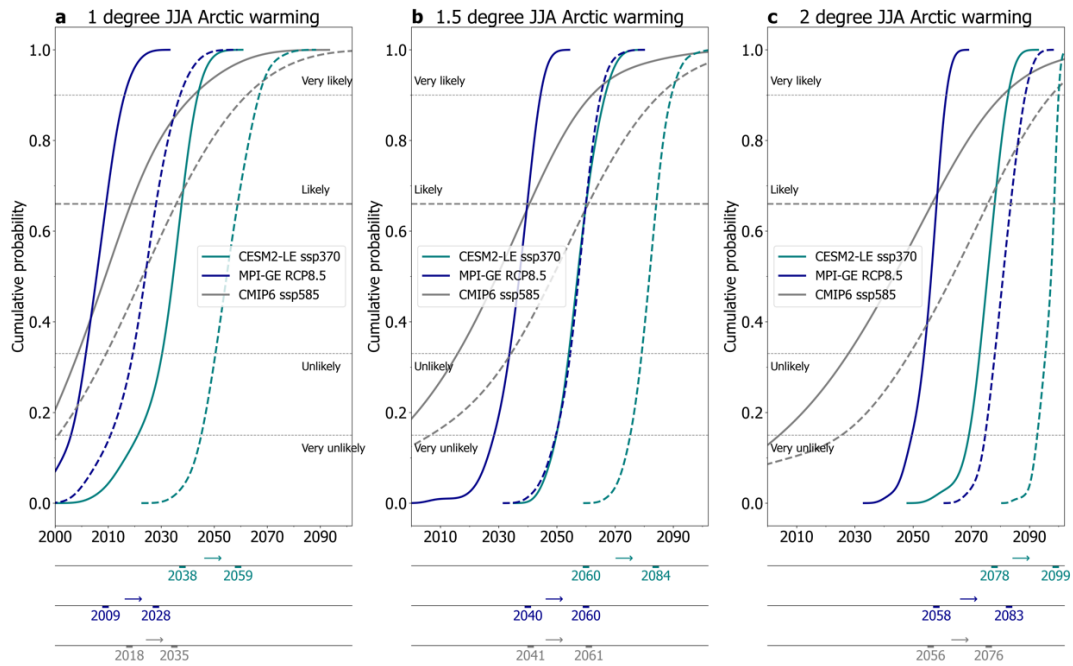 a 1 degree JJA Arctic warming
Cumulative probability
1.0
0.8
0.6
0.4
0.2
0.0
Very likely
Likely
Unlikely
Very unlikely
CESM2-LE ssp370
MPI-GE RCP8.5
CMIP6 ssp585
2000 2010 2030 2050 2070 2090
→
2038 2059
→
2009 2028
→
2018 2035
b 1.5 degree JJA Arctic warming
Cumulative probability
Very likely
Likely
Unlikely
Very unlikely
CESM2-LE ssp370
MPI-GE RCP8.5
CMIP6 ssp585
2010 2030 2050 2070 2090
→
2060 2084
→
2040 2060
→
2041 2061
c 2 degree JJA Arctic warming
Cumulative probability
Very likely
Likely
Unlikely
Very unlikely
CESM2-LE ssp370
MPI-GE RCP8.5
CMIP6 ssp585
2010 2030 2050 2070 2090
→
2078 2099
→
2058 2083
→
2056 2076